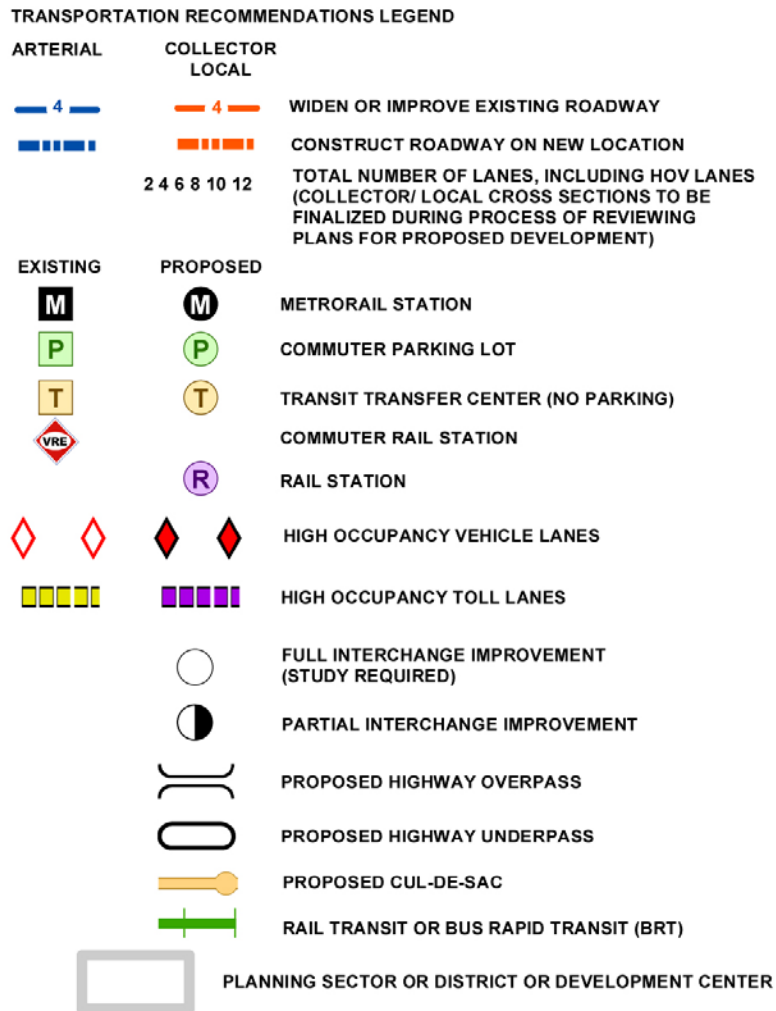 TRANSPORTATION RECOMMENDATIONS LEGEND
ARTERIAL COLLECTOR
LOCAL
4 4 WIDEN OR IMPROVE EXISTING ROADWAY
CONSTRUCT ROADWAY ON NEW LOCATION
2 4 6 8 10 12 TOTAL NUMBER OF LANES, INCLUDING HOV LANES
(COLLECTOR/ LOCAL CROSS SECTIONS TO BE
FINALIZED DURING PROCESS OF REVIEWING
PLANS FOR PROPOSED DEVELOPMENT)
EXISTING PROPOSED
M M METRORAIL STATION
P P COMMUTER PARKING LOT
T T TRANSIT TRANSFER CENTER (NO PARKING)
VRE COMMUTER RAIL STATION
R RAIL STATION
HIGH OCCUPANCY VEHICLE LANES
HIGH OCCUPANCY TOLL LANES
FULL INTERCHANGE IMPROVEMENT
(STUDY REQUIRED)
PARTIAL INTERCHANGE IMPROVEMENT
PROPOSED HIGHWAY OVERPASS
PROPOSED HIGHWAY UNDERPASS
PROPOSED CUL-DE-SAC
RAIL TRANSIT OR BUS RAPID TRANSIT (BRT)
PLANNING SECTOR OR DISTRICT OR DEVELOPMENT CENTER